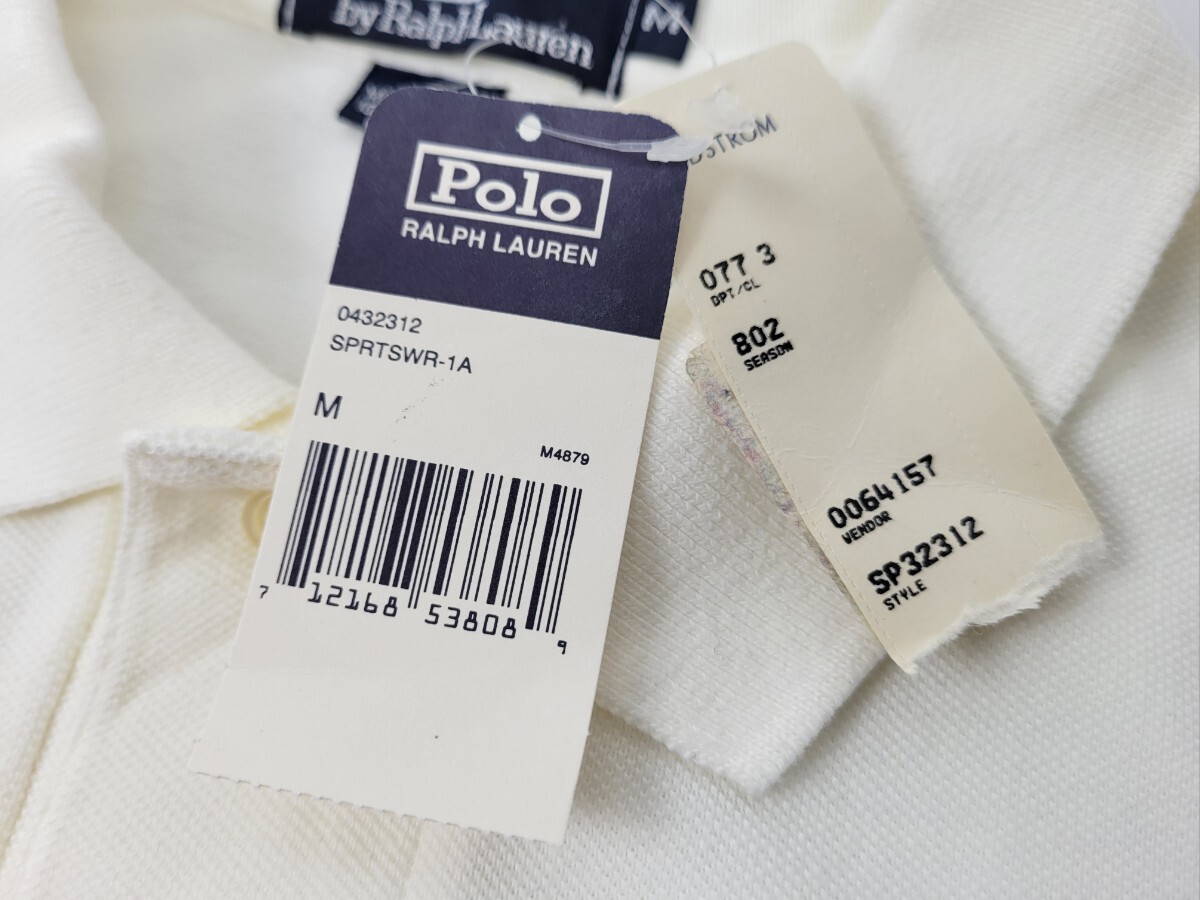 by Ralph Lauren
M
Polo
RALPH LAUREN
0432312
SPRTSWR-1A
M
M4879
7 12168 53808 9
DSTROM
077 3
DPT/CL
802
SEASON
0064157
VENDOR
SP32312
STYLE